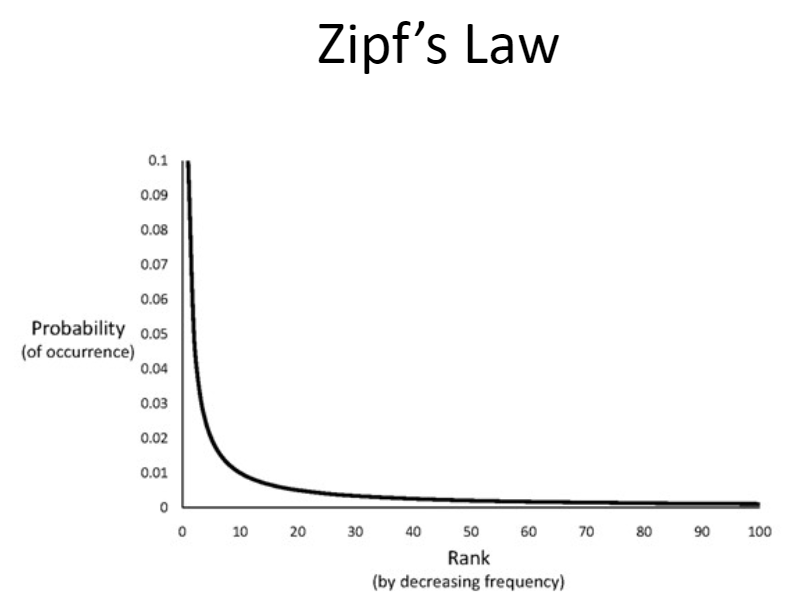 Zipf’s Law
0.1
0.09
0.08
0.07
0.06
Probability
(of occurrence)
0.05
0.04
0.03
0.02
0.01
0
0 10 20 30 40 50 60 70 80 90 100
Rank
(by decreasing frequency)